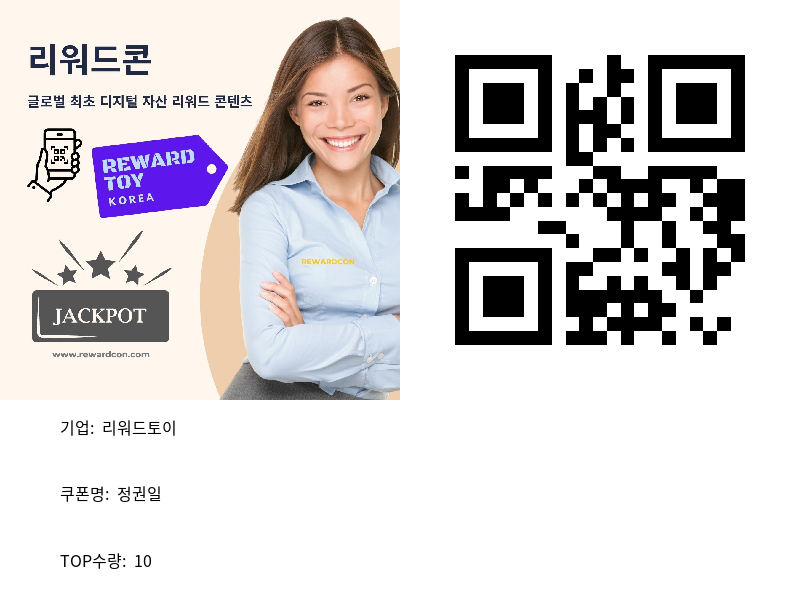 리워드콘
글로벌 최초 디지털 자산 리워드 콘텐츠
REWARD
TOY
KOREA
REWARDCON
JACKPOT
www.rewardcon.com
기업: 리워드토이
쿠폰명: 정권일
TOP수량: 10